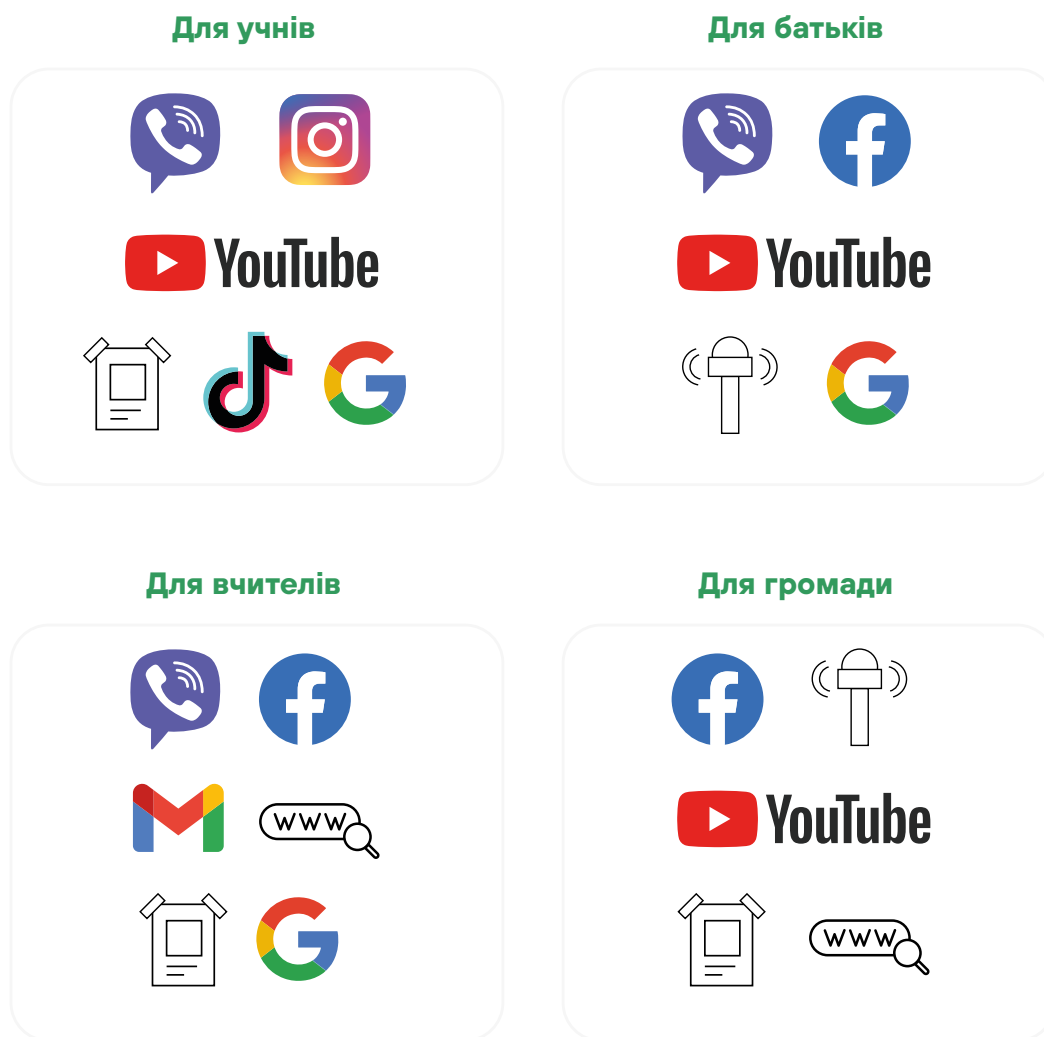 Для учнів
Для батьків
YouTube
YouTube
Для вчителів
Для громади
WWW
YouTube
WWW